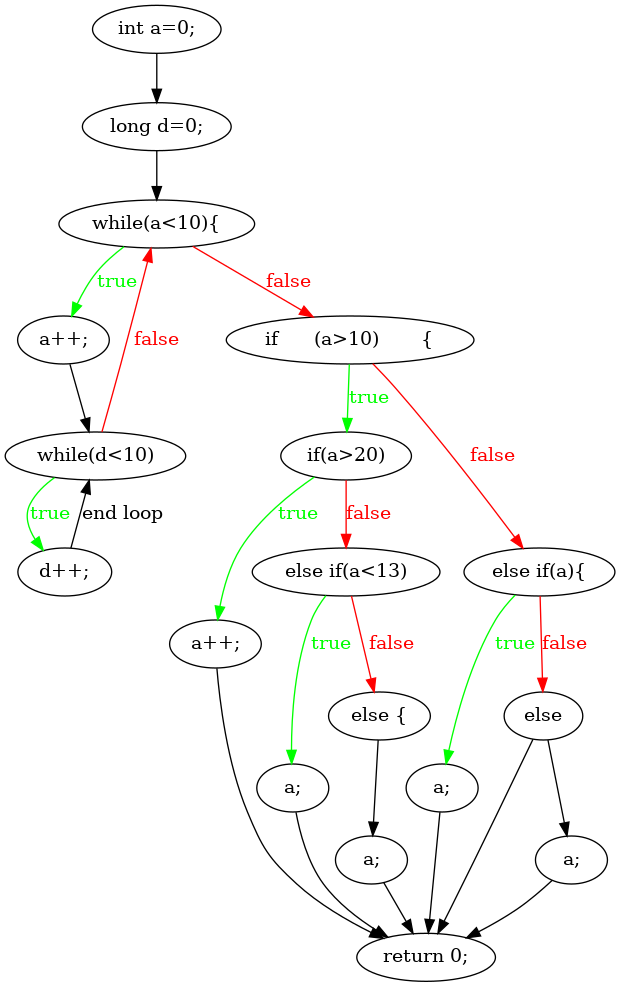 int a=0;
long d=0;
while(a<10){
true
false
a++;
false
if (a>10) {
true
while(d<10)
if(a>20)
false
true
end loop
true
false
d++;
else if(a<13)
else if(a){
a++;
true
false
true
false
else {
else
a;
a;
a;
a;
return 0;